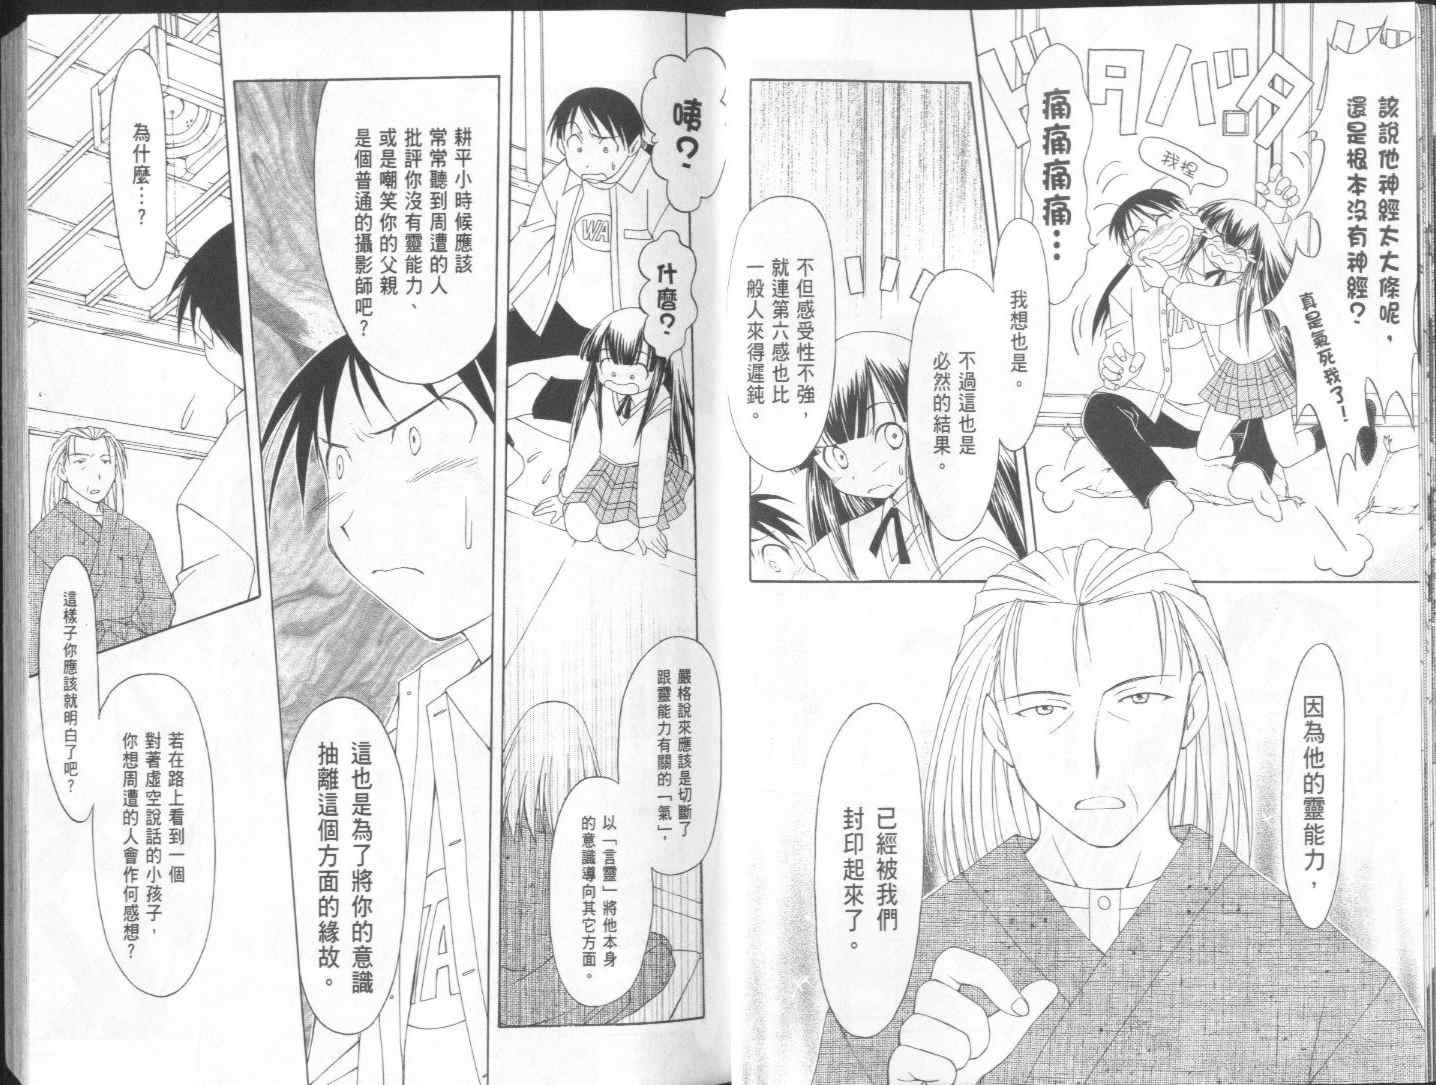 該說他神經太大條呢，
還是根本沒有神經？
真是氣死我了！
ドタバタ
我捏
痛痛痛痛…
我想也是。
不過這也是
必然的結果。
不但感受性不強，
就連第六感也比
一般人來得遲鈍。
因為他的靈能力，
已經被我們
封印起來了。
咦？
什麼？
WA
嚴格說來應該是切斷了
跟靈能力有關的「氣」，
以「言靈」將他本身
的意識導向其它方面。
耕平小時候應該
常常聽到周遭的人
批評你沒有靈能力、
或是嘲笑你的父親
是個普通的攝影師吧？
這也是為了將你的意識
抽離這個方面的緣故。
為什麼…？
這樣子你應該就明白了吧？
若在路上看到一個
對著虛空說話的小孩子，
你想周遭的人會作何感想？